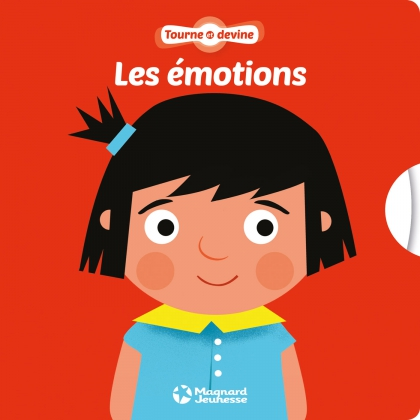 Tourne et devine
Les émotions
Magnard
Jeunesse